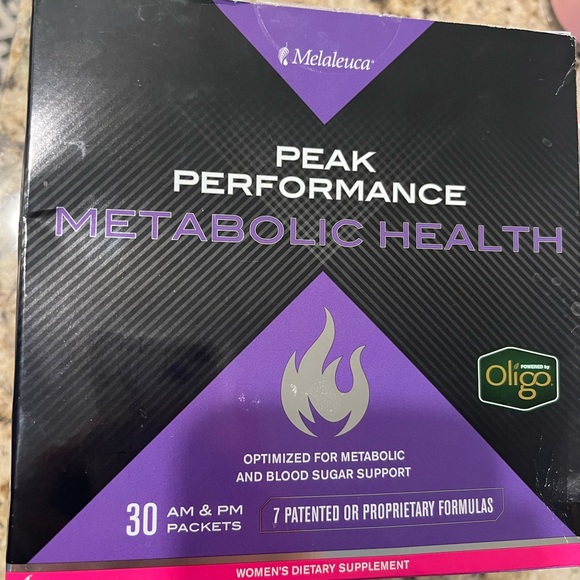 Melaleuca®
PEAK
PERFORMANCE
METABOLIC HEALTH
POWERED by
Oligo™
OPTIMIZED FOR METABOLIC
AND BLOOD SUGAR SUPPORT
30 AM & PM
PACKETS
7 PATENTED OR PROPRIETARY FORMULAS
WOMEN'S DIETARY SUPPLEMENT